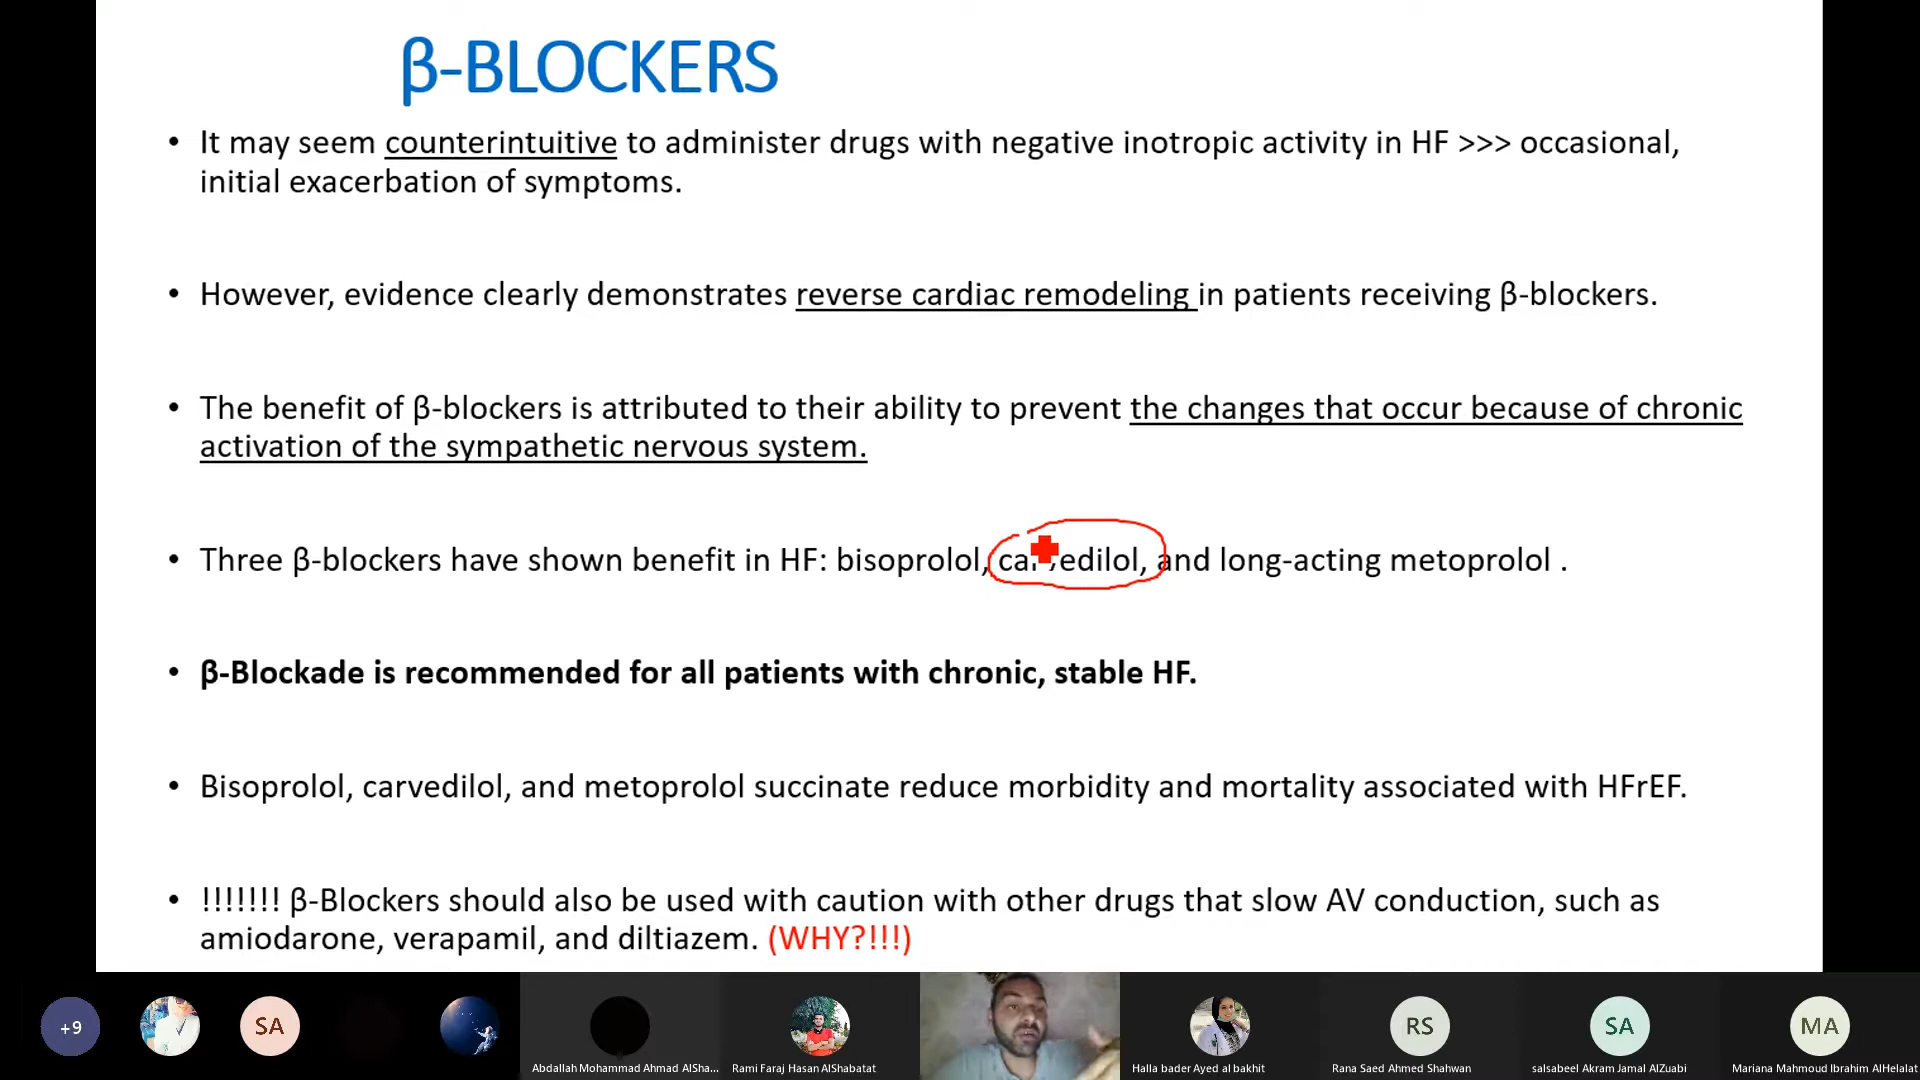 β-BLOCKERS
• It may seem counterintuitive to administer drugs with negative inotropic activity in HF >>> occasional,
initial exacerbation of symptoms.
• However, evidence clearly demonstrates reverse cardiac remodeling in patients receiving β-blockers.
• The benefit of β-blockers is attributed to their ability to prevent the changes that occur because of chronic
activation of the sympathetic nervous system.
• Three β-blockers have shown benefit in HF: bisoprolol, carvedilol, and long-acting metoprolol .
• β-Blockade is recommended for all patients with chronic, stable HF.
• Bisoprolol, carvedilol, and metoprolol succinate reduce morbidity and mortality associated with HFrEF.
• !!!!!!! β-Blockers should also be used with caution with other drugs that slow AV conduction, such as
amiodarone, verapamil, and diltiazem. (WHY?!!!)
+9
SA
RS
SA
MA
Abdallah Mohammad Ahmad AlSha...
Rami Faraj Hasan AlShabatat
Halla bader Ayed al bakhit
Rana Saed Ahmed Shahwan
salsabeel Akram Jamal AlZuabi
Mariana Mahmoud Ibrahim AlHelalat